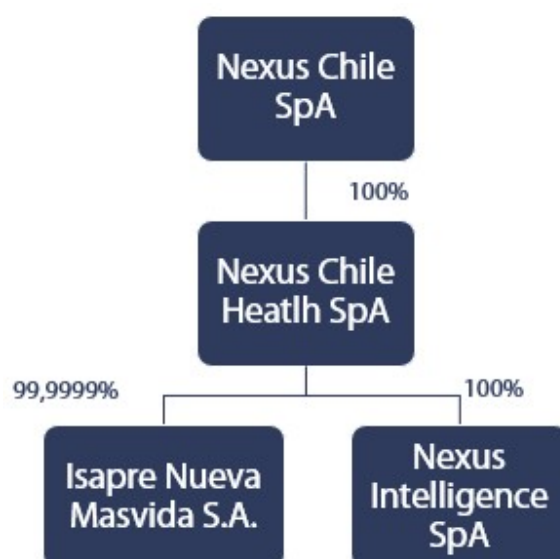 Nexus Chile
SpA
100%
Nexus Chile
Heatlh SpA
99,9999%
100%
Isapre Nueva
Masvida S.A.
Nexus
Intelligence
SpA